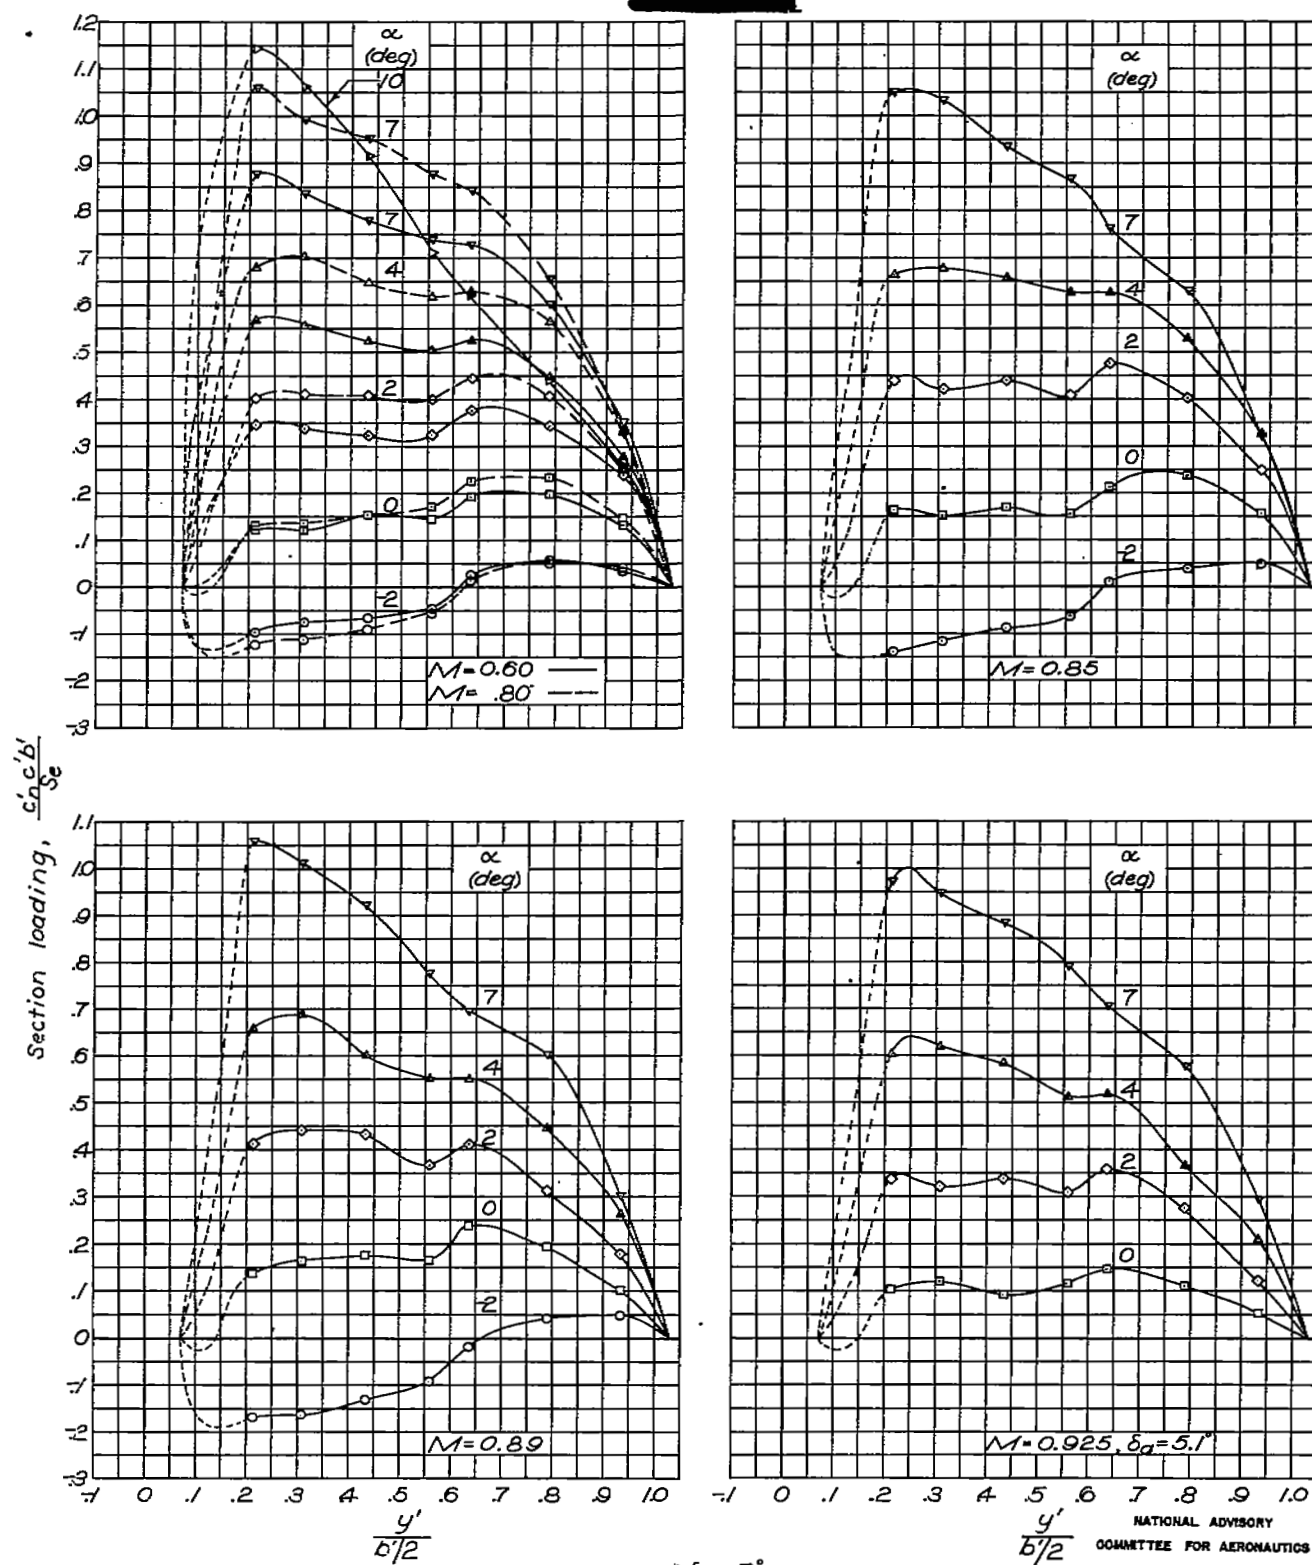 1.2
1.1
1.0
.9
.8
.7
.6
.5
.4
.3
.2
.1
0
-.1
-.2
-.3
α
(deg)
10
7
7
4
2
0
-2
M=0.60
M= .80
α
(deg)
7
4
2
0
-2
M=0.85
Section loading, c'n c'b' / Se
1.1
1.0
.9
.8
.7
.6
.5
.4
.3
.2
.1
0
-.1
-.2
-.3
α
(deg)
7
4
2
0
-2
M=0.89
α
(deg)
7
4
2
0
M=0.925, δa=5.1°
-.1 0 .1 .2 .3 .4 .5 .6 .7 .8 .9 1.0
y'
b'/2
-.1 0 .1 .2 .3 .4 .5 .6 .7 .8 .9 1.0
y'
b'/2
NATIONAL ADVISORY
COMMITTEE FOR AERONAUTICS